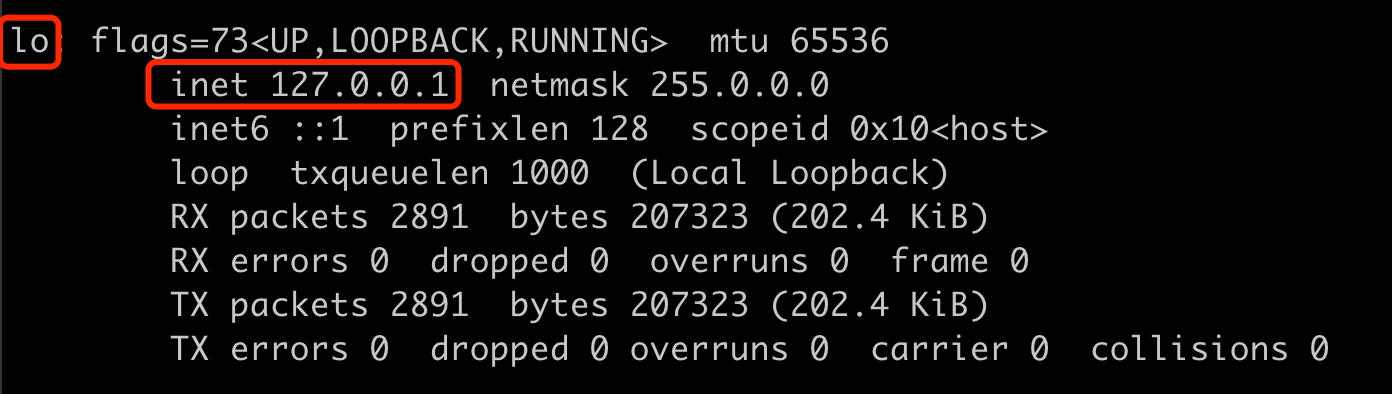 lo: flags=73<UP,LOOPBACK,RUNNING>  mtu 65536
        inet 127.0.0.1  netmask 255.0.0.0
        inet6 ::1  prefixlen 128  scopeid 0x10<host>
        loop  txqueuelen 1000  (Local Loopback)
        RX packets 2891  bytes 207323 (202.4 KiB)
        RX errors 0  dropped 0  overruns 0  frame 0
        TX packets 2891  bytes 207323 (202.4 KiB)
        TX errors 0  dropped 0 overruns 0  carrier 0  collisions 0